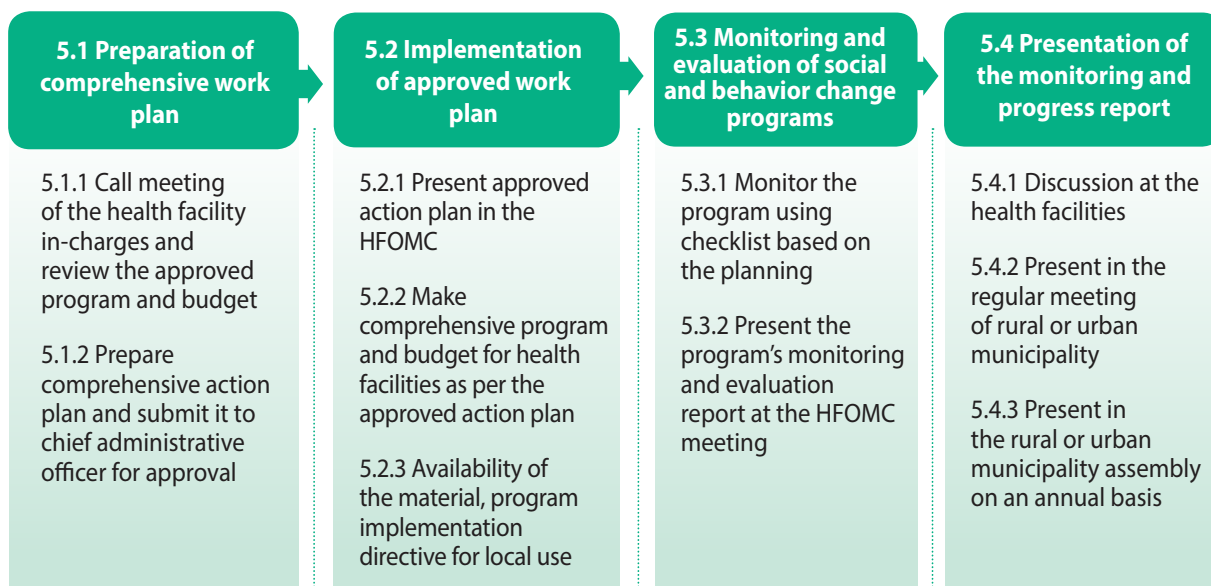 5.1 Preparation of
comprehensive work
plan
5.1.1 Call meeting
of the health facility
in-charges and
review the approved
program and budget
5.1.2 Prepare
comprehensive action
plan and submit it to
chief administrative
officer for approval
5.2 Implementation
of approved work
plan
5.2.1 Present approved
action plan in the
HFOMC
5.2.2 Make
comprehensive program
and budget for health
facilities as per the
approved action plan
5.2.3 Availability of
the material, program
implementation
directive for local use
5.3 Monitoring and
evaluation of social
and behavior change
programs
5.3.1 Monitor the
program using
checklist based on
the planning
5.3.2 Present the
program’s monitoring
and evaluation
report at the HFOMC
meeting
5.4 Presentation of
the monitoring and
progress report
5.4.1 Discussion at the
health facilities
5.4.2 Present in the
regular meeting
of rural or urban
municipality
5.4.3 Present in
the rural or urban
municipality assembly
on an annual basis